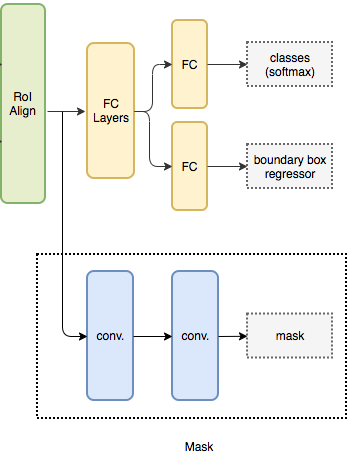 RoI
Align
FC
Layers
FC
classes
(softmax)
FC
boundary box
regressor
conv.
conv.
mask
Mask